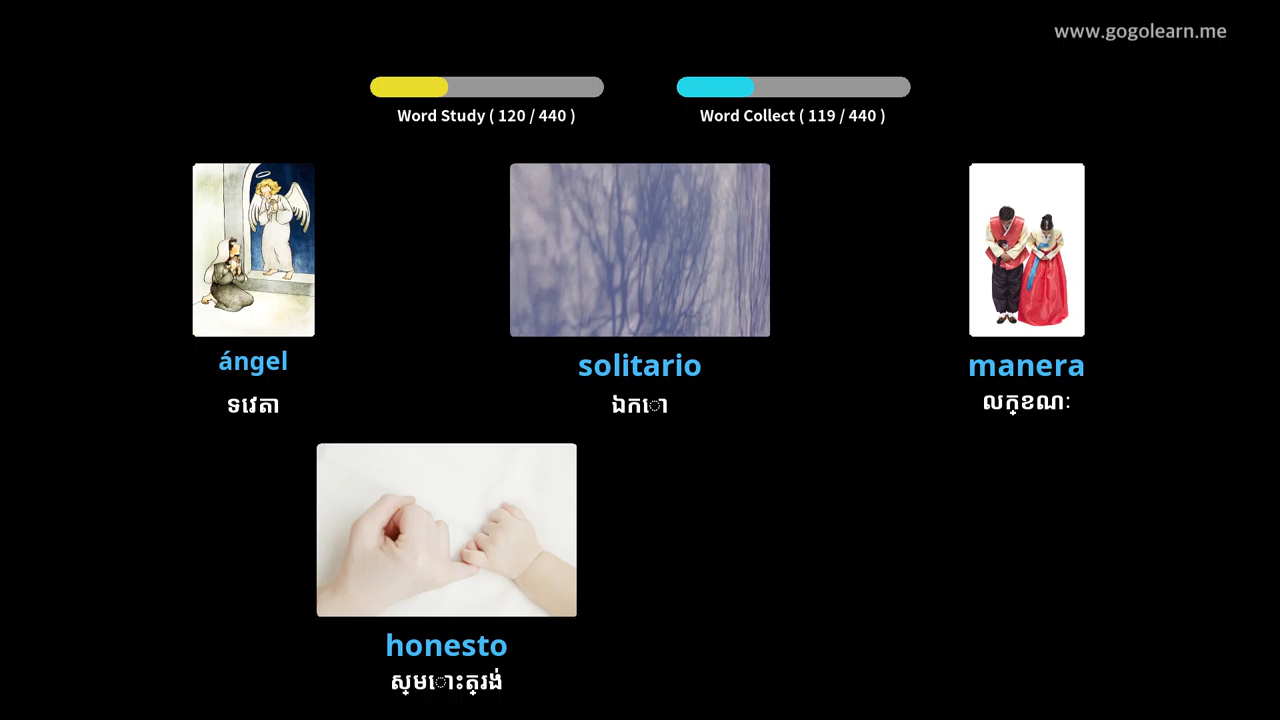 www.gogolearn.me
Word Study ( 120 / 440 )
Word Collect ( 119 / 440 )
ángel
ទេវតា
solitario
ឯកោ
manera
លក្ខណៈ
honesto
ស្មោះត្រង់